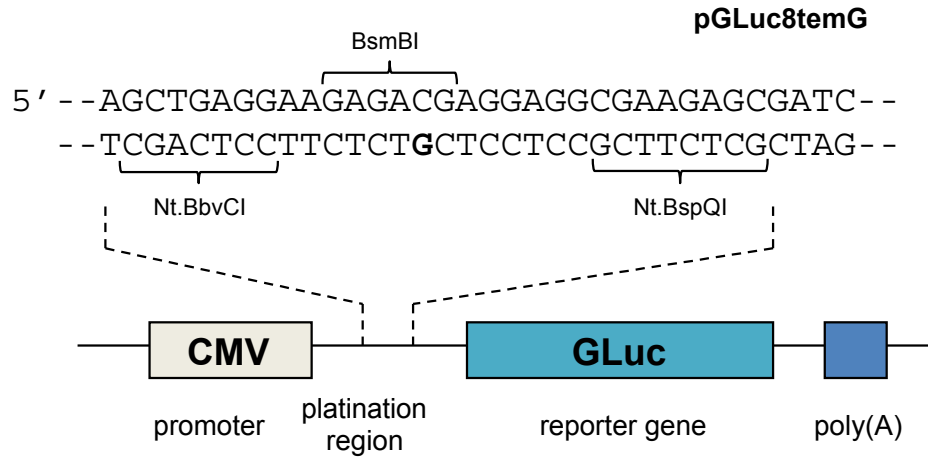 pGLuc8temG
BsmBI
5′--AGCTGAGGAAGAGACGAGGAGGCGAAGAGCGATC--
--TCGACTCCTTCTCTGCTCCTCCGCTTCTCGCTAG--
Nt.BbvCI Nt.BspQI
CMV GLuc
promoter platination region reporter gene poly(A)